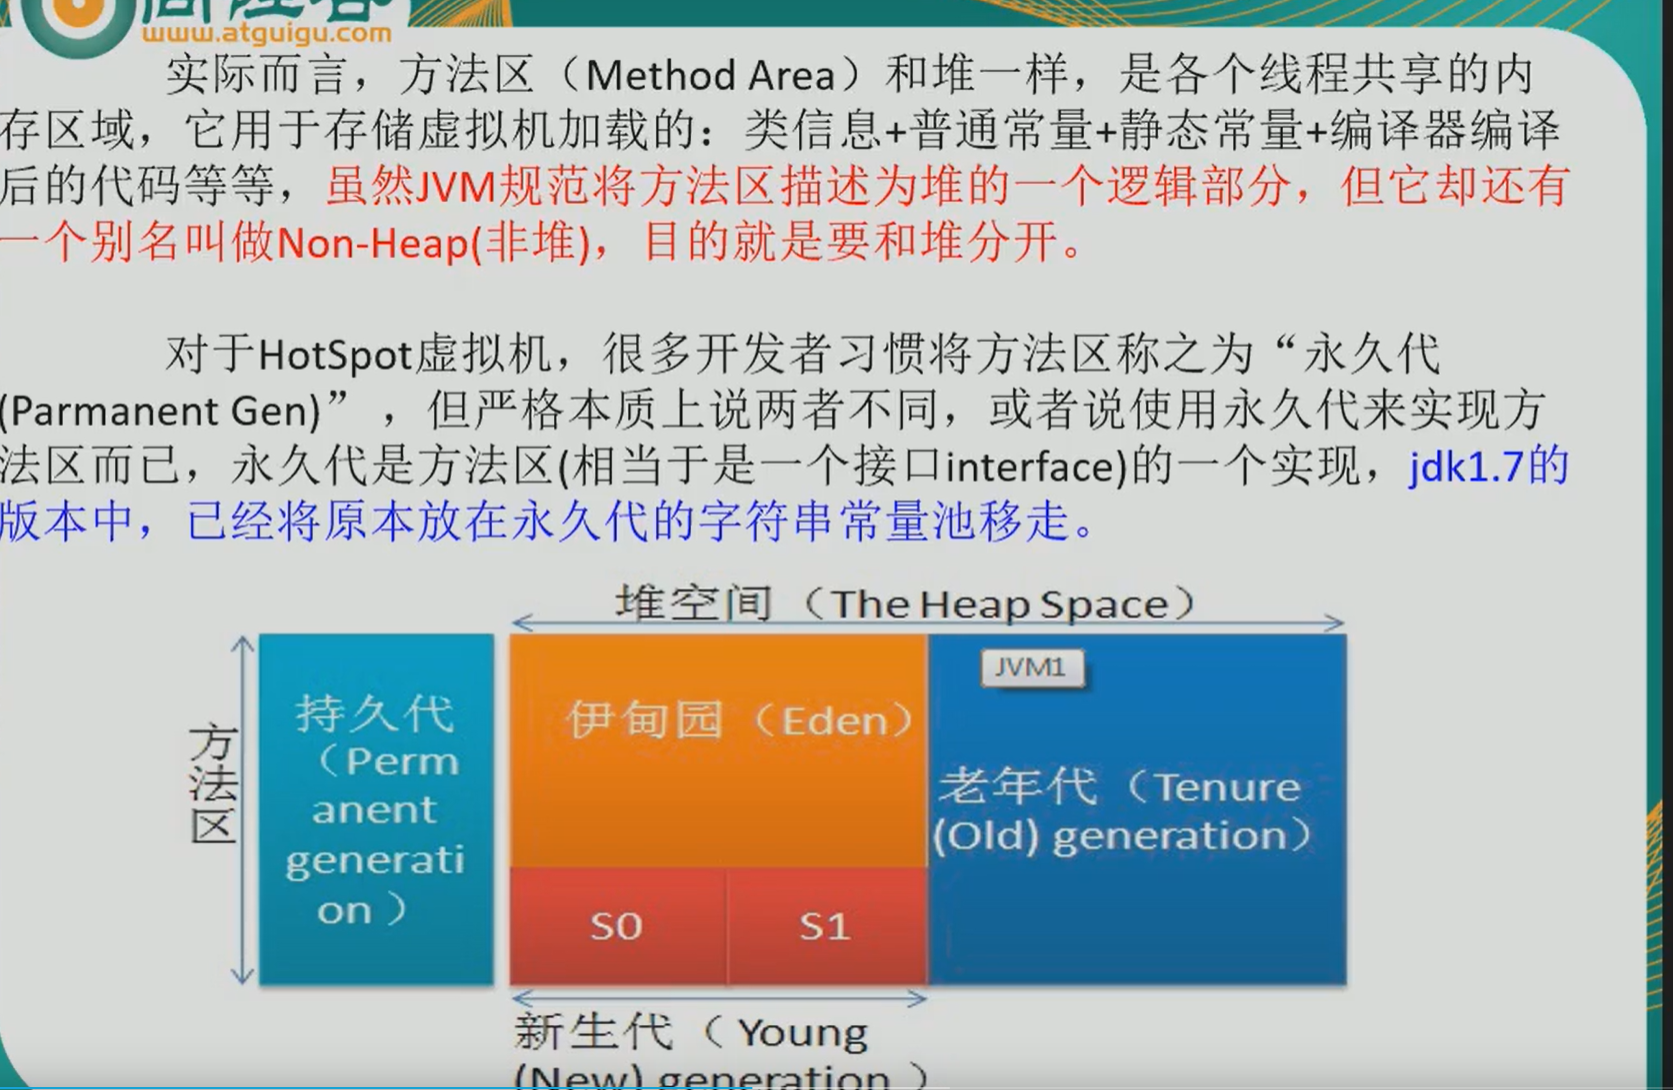 www.atguigu.com
实际而言，方法区（Method Area）和堆一样，是各个线程共享的内
存区域，它用于存储虚拟机加载的：类信息+普通常量+静态常量+编译器编译
后的代码等等，虽然JVM规范将方法区描述为堆的一个逻辑部分，但它却还有
一个别名叫做Non-Heap(非堆)，目的就是要和堆分开。
对于HotSpot虚拟机，很多开发者习惯将方法区称之为“永久代
(Parmanent Gen)”，但严格本质上说两者不同，或者说使用永久代来实现方
法区而已，永久代是方法区(相当于是一个接口interface)的一个实现，jdk1.7的
版本中，已经将原本放在永久代的字符串常量池移走。
堆空间（The Heap Space）
方法区
持久代
（Perm
anent
generati
on）
伊甸园（Eden）
S0
S1
JVM1
老年代（Tenure
(Old) generation）
新生代（Young
(New) generation）